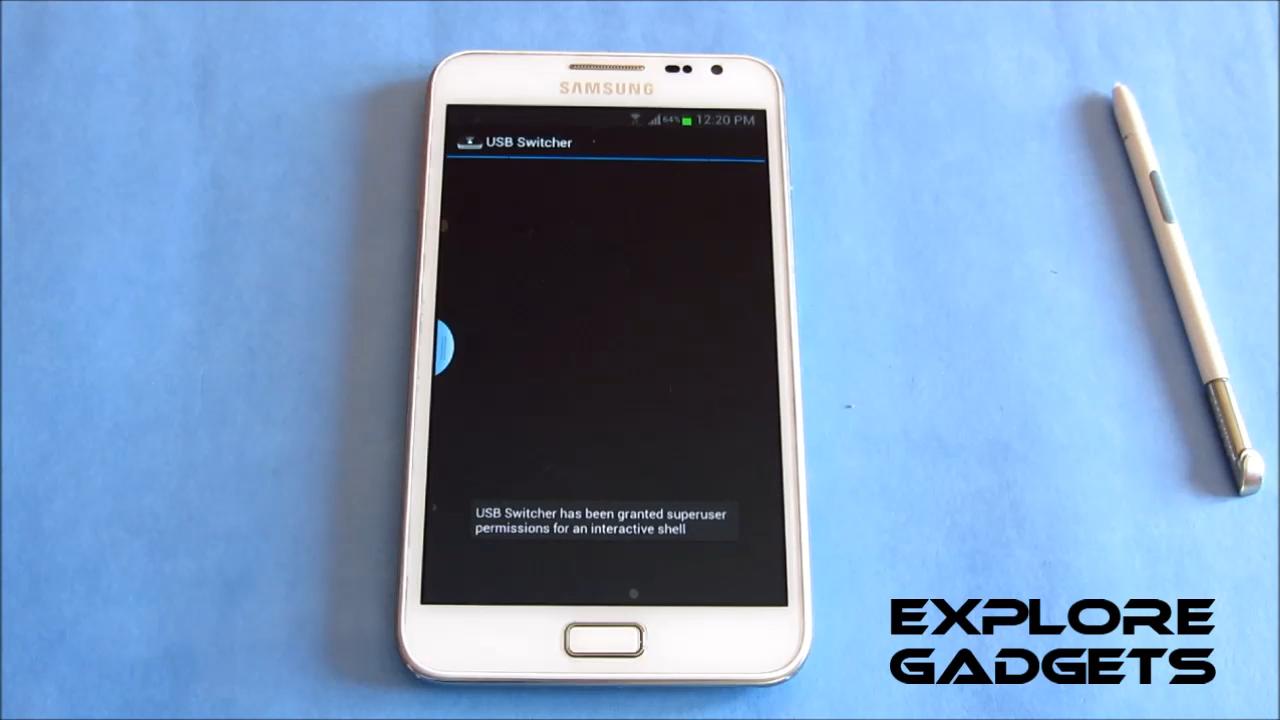 SAMSUNG
64% 12:20 PM
USB Switcher
USB Switcher has been granted superuser
permissions for an interactive shell
EXPLORE
GADGETS